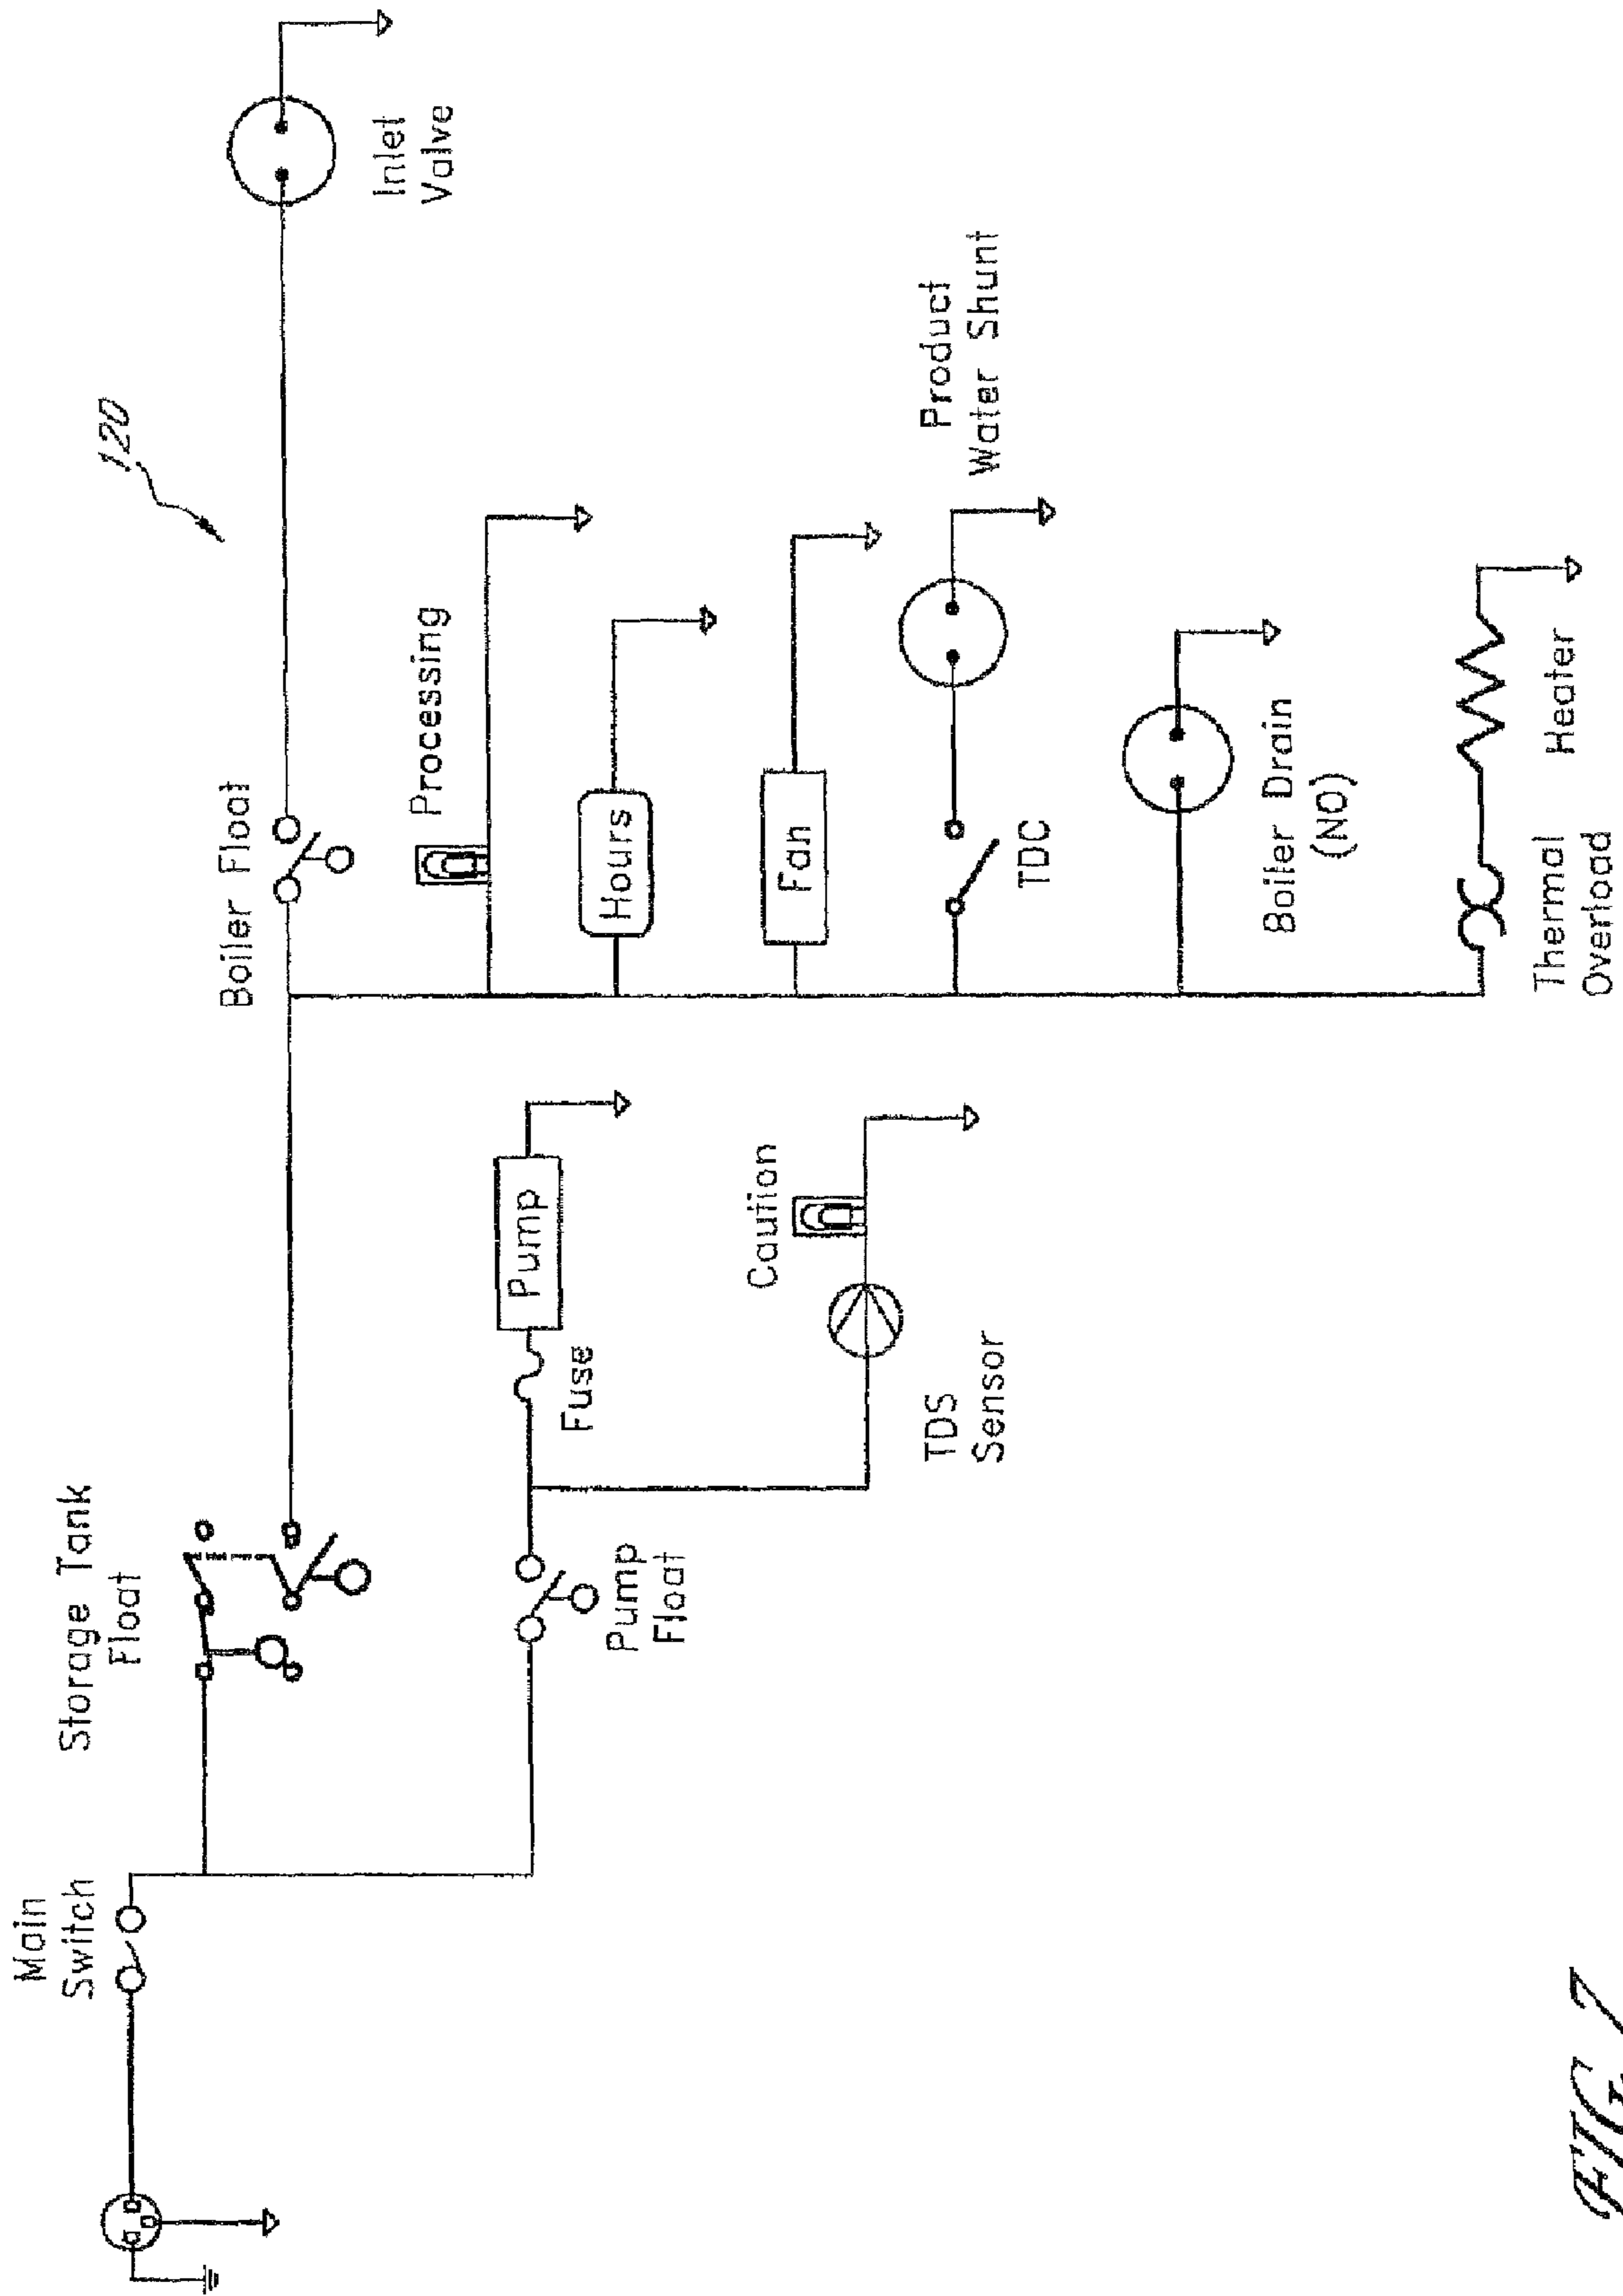 Main
Switch
Storage Tank
Float
Boiler Float
120
Inlet
Valve
Processing
Hours
Fan
Product
Water Shunt
TDC
Boiler Drain
(NO)
Thermal
Overload
Heater
Pump
Fuse
Pump
Float
Caution
TDS
Sensor
FIG. 7